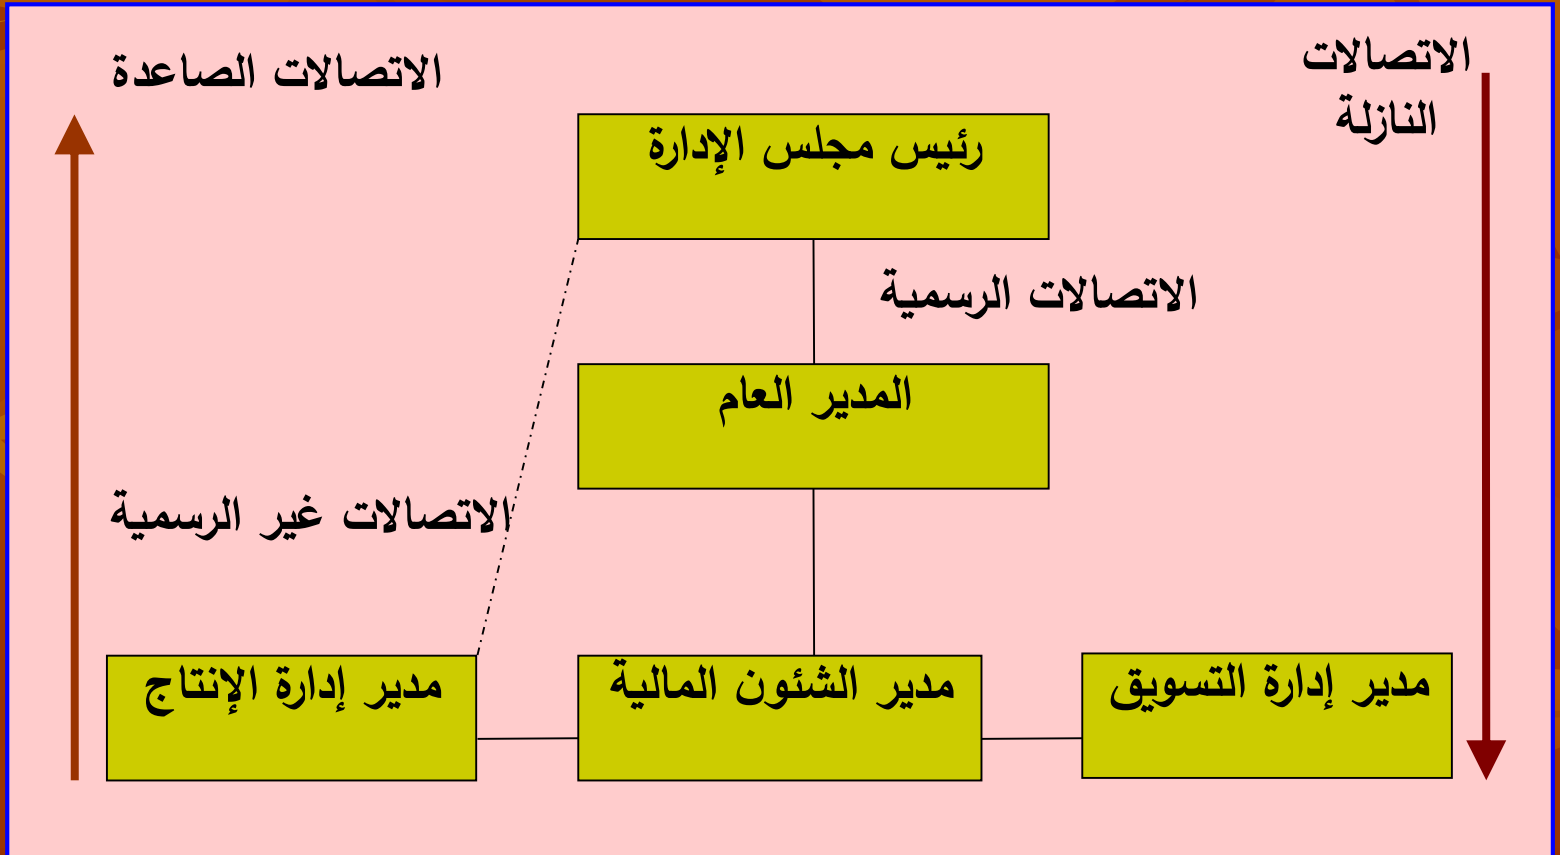 الاتصالات
النازلة
الاتصالات الصاعدة
رئيس مجلس الإدارة
الاتصالات الرسمية
المدير العام
الاتصالات غير الرسمية
مدير إدارة التسويق
مدير الشئون المالية
مدير إدارة الإنتاج